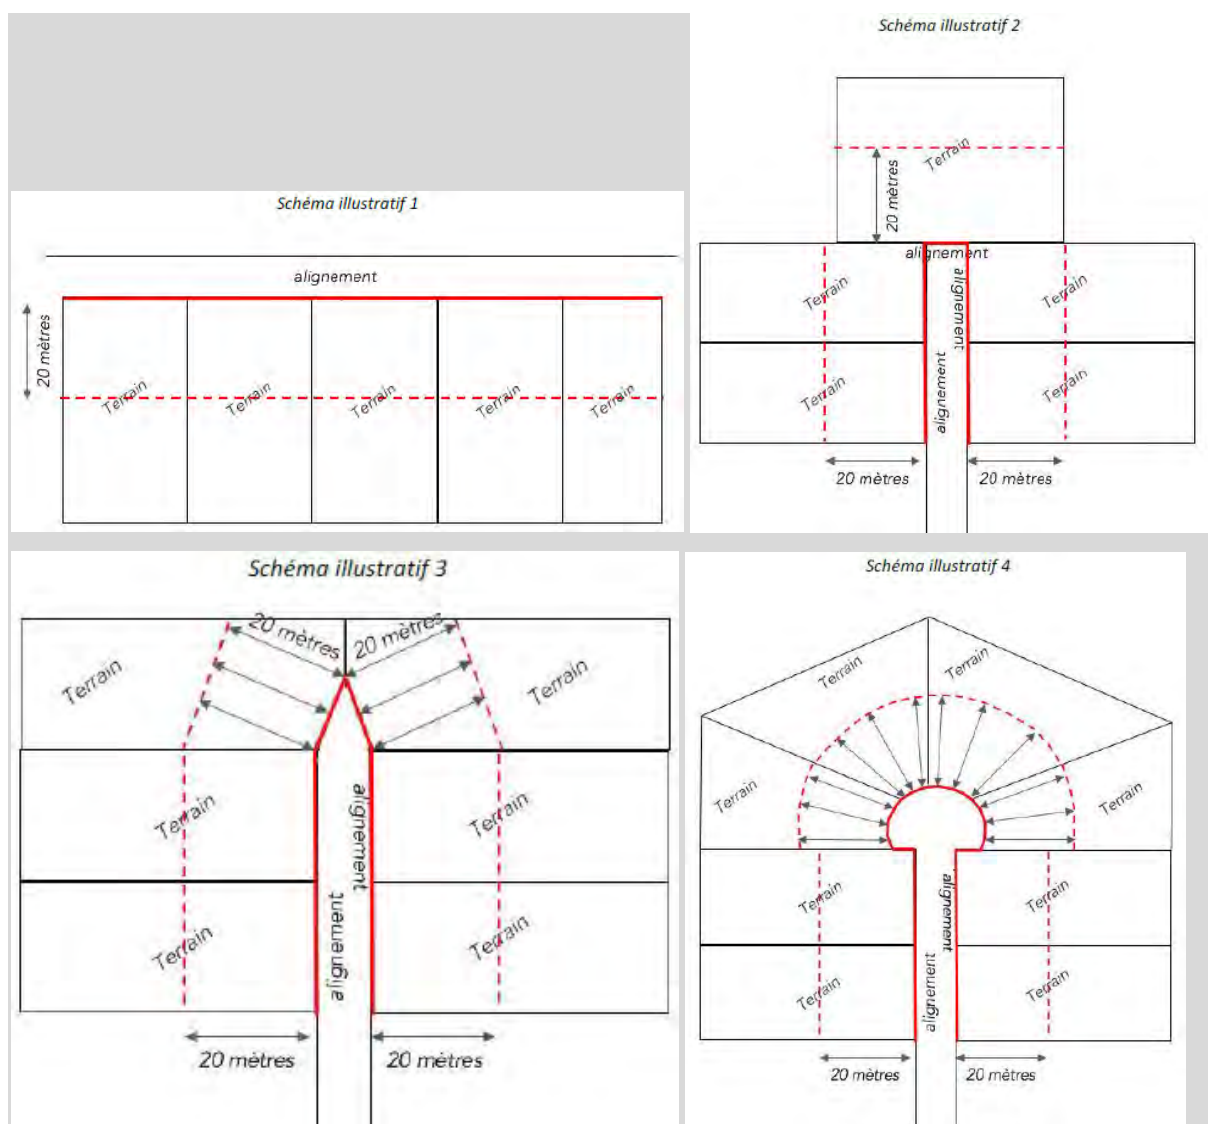 Schéma illustratif 1
alignement
20 mètres
Terrain
Terrain
Terrain
Terrain
Terrain
Schéma illustratif 2
Terrain
20 mètres
alignement
Terrain
alignement
Terrain
Terrain
alignement
Terrain
20 mètres
20 mètres
Schéma illustratif 3
20 mètres
20 mètres
Terrain
Terrain
Terrain
alignement
Terrain
Terrain
alignement
Terrain
20 mètres
20 mètres
Schéma illustratif 4
Terrain
Terrain
Terrain
Terrain
Terrain
alignement
Terrain
Terrain
alignement
Terrain
20 mètres
20 mètres